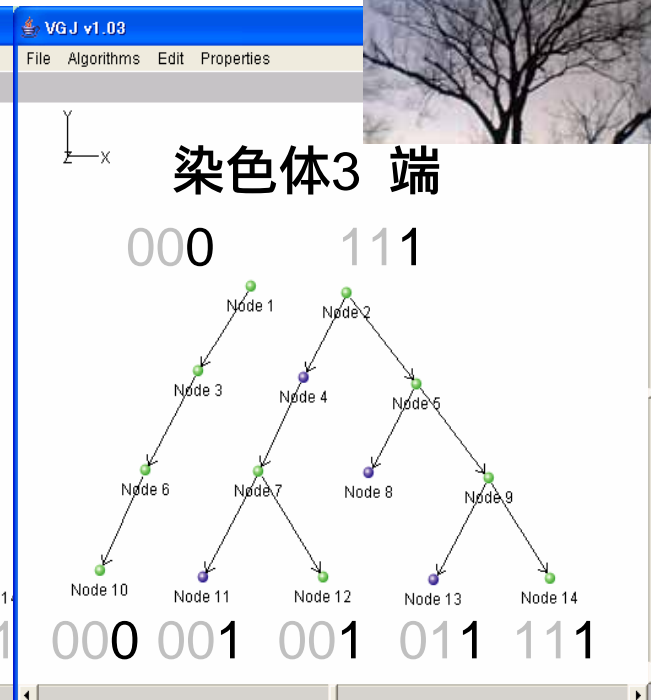 VGJ v1.03
File Algorithms Edit Properties
Y
Z X
染色体3 端
000 111
Node 1
Node 2
Node 3
Node 4
Node 5
Node 6
Node 7
Node 8
Node 9
Node 10
Node 11
Node 12
Node 13
Node 14
000 001 001 011 111